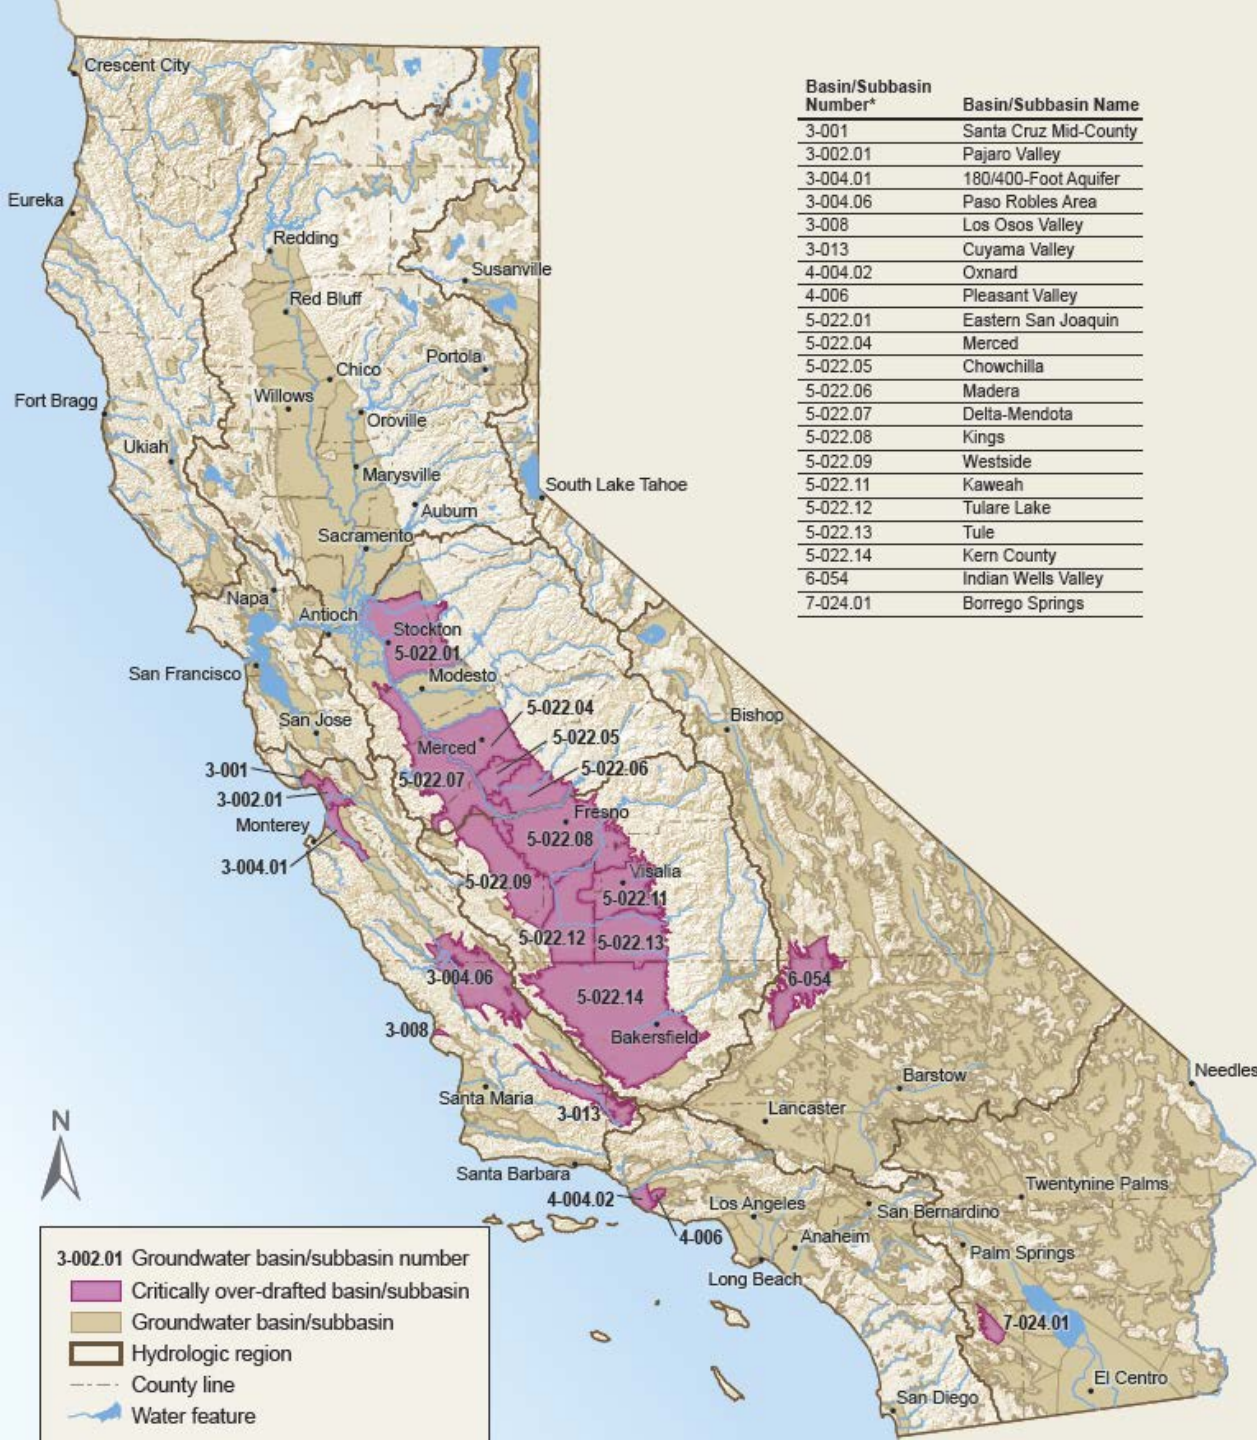 Crescent City
Eureka
Redding
Susanville
Red Bluff
Portola
Chico
Willows
Fort Bragg
Oroville
Ukiah
Marysville
South Lake Tahoe
Auburn
Sacramento
Napa
Antioch
Stockton
5-022.01
San Francisco
Modesto
5-022.04
San Jose
Bishop
5-022.05
Merced
3-001
5-022.06
5-022.07
3-002.01
Fresno
Monterey
5-022.08
3-004.01
Visalia
5-022.09
5-022.11
5-022.12
5-022.13
3-004.06
6-054
5-022.14
3-008
Bakersfield
Needles
Barstow
Santa Maria
Lancaster
3-013
Santa Barbara
Twentynine Palms
4-004.02
Los Angeles
San Bernardino
4-006
Anaheim
Palm Springs
Long Beach
7-024.01
El Centro
San Diego
Basin/Subbasin
Number* Basin/Subbasin Name
3-001 Santa Cruz Mid-County
3-002.01 Pajaro Valley
3-004.01 180/400-Foot Aquifer
3-004.06 Paso Robles Area
3-008 Los Osos Valley
3-013 Cuyama Valley
4-004.02 Oxnard
4-006 Pleasant Valley
5-022.01 Eastern San Joaquin
5-022.04 Merced
5-022.05 Chowchilla
5-022.06 Madera
5-022.07 Delta-Mendota
5-022.08 Kings
5-022.09 Westside
5-022.11 Kaweah
5-022.12 Tulare Lake
5-022.13 Tule
5-022.14 Kern County
6-054 Indian Wells Valley
7-024.01 Borrego Springs
N
3-002.01 Groundwater basin/subbasin number
Critically over-drafted basin/subbasin
Groundwater basin/subbasin
Hydrologic region
County line
Water feature